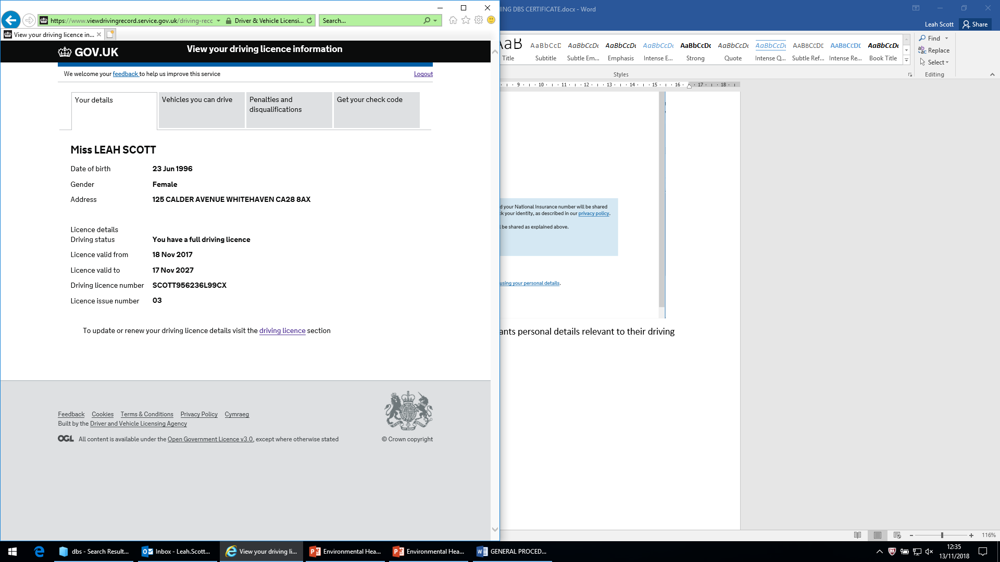 HING DBS CERTIFICATE.docx - Word
Leah Scott
Share
https://www.viewdrivingrecord.service.gov.uk/driving-recc
Driver & Vehicle Licensi...
Search...
View your driving licence in...
GOV.UK
View your driving licence information
We welcome your feedback to help us improve this service
Logout
Your details
Vehicles you can drive
Penalties and
disqualifications
Get your check code
Miss LEAH SCOTT
Date of birth 23 Jun 1996
Gender Female
Address 125 CALDER AVENUE WHITEHAVEN CA28 8AX
Licence details
Driving status You have a full driving licence
Licence valid from 18 Nov 2017
Licence valid to 17 Nov 2027
Driving licence number SCOTT956236L99CX
Licence issue number 03
To update or renew your driving licence details visit the driving licence section
Feedback Cookies Terms & Conditions Privacy Policy Cymraeg
Built by the Driver and Vehicle Licensing Agency
OGL All content is available under the Open Government Licence v3.0, except where otherwise stated
© Crown copyright
AaB AaBbCcD AaBbCcDc AaBbCcDc AaBbCcDc AaBbCcDc AaBbCcDc AaBbCcDc AABBCCDE AABBCCDE AaBbCcDc
Title Subtitle Subtle Em... Emphasis Intense E... Strong Quote Intense Q... Subtle Ref... Intense Re... Book Title
Styles
Find
Replace
Select
Editing
9 10 11 12 13 14 15 16 17 18
d your National Insurance number will be shared
ck your identity, as described in our privacy policy.
l be shared as explained above.
using your personal details.
ants personal details relevant to their driving
116%
dbs - Search Result...
Inbox - Leah.Scott...
View your driving li...
Environmental Hea...
Environmental Hea...
GENERAL PROCED...
12:35
13/11/2018